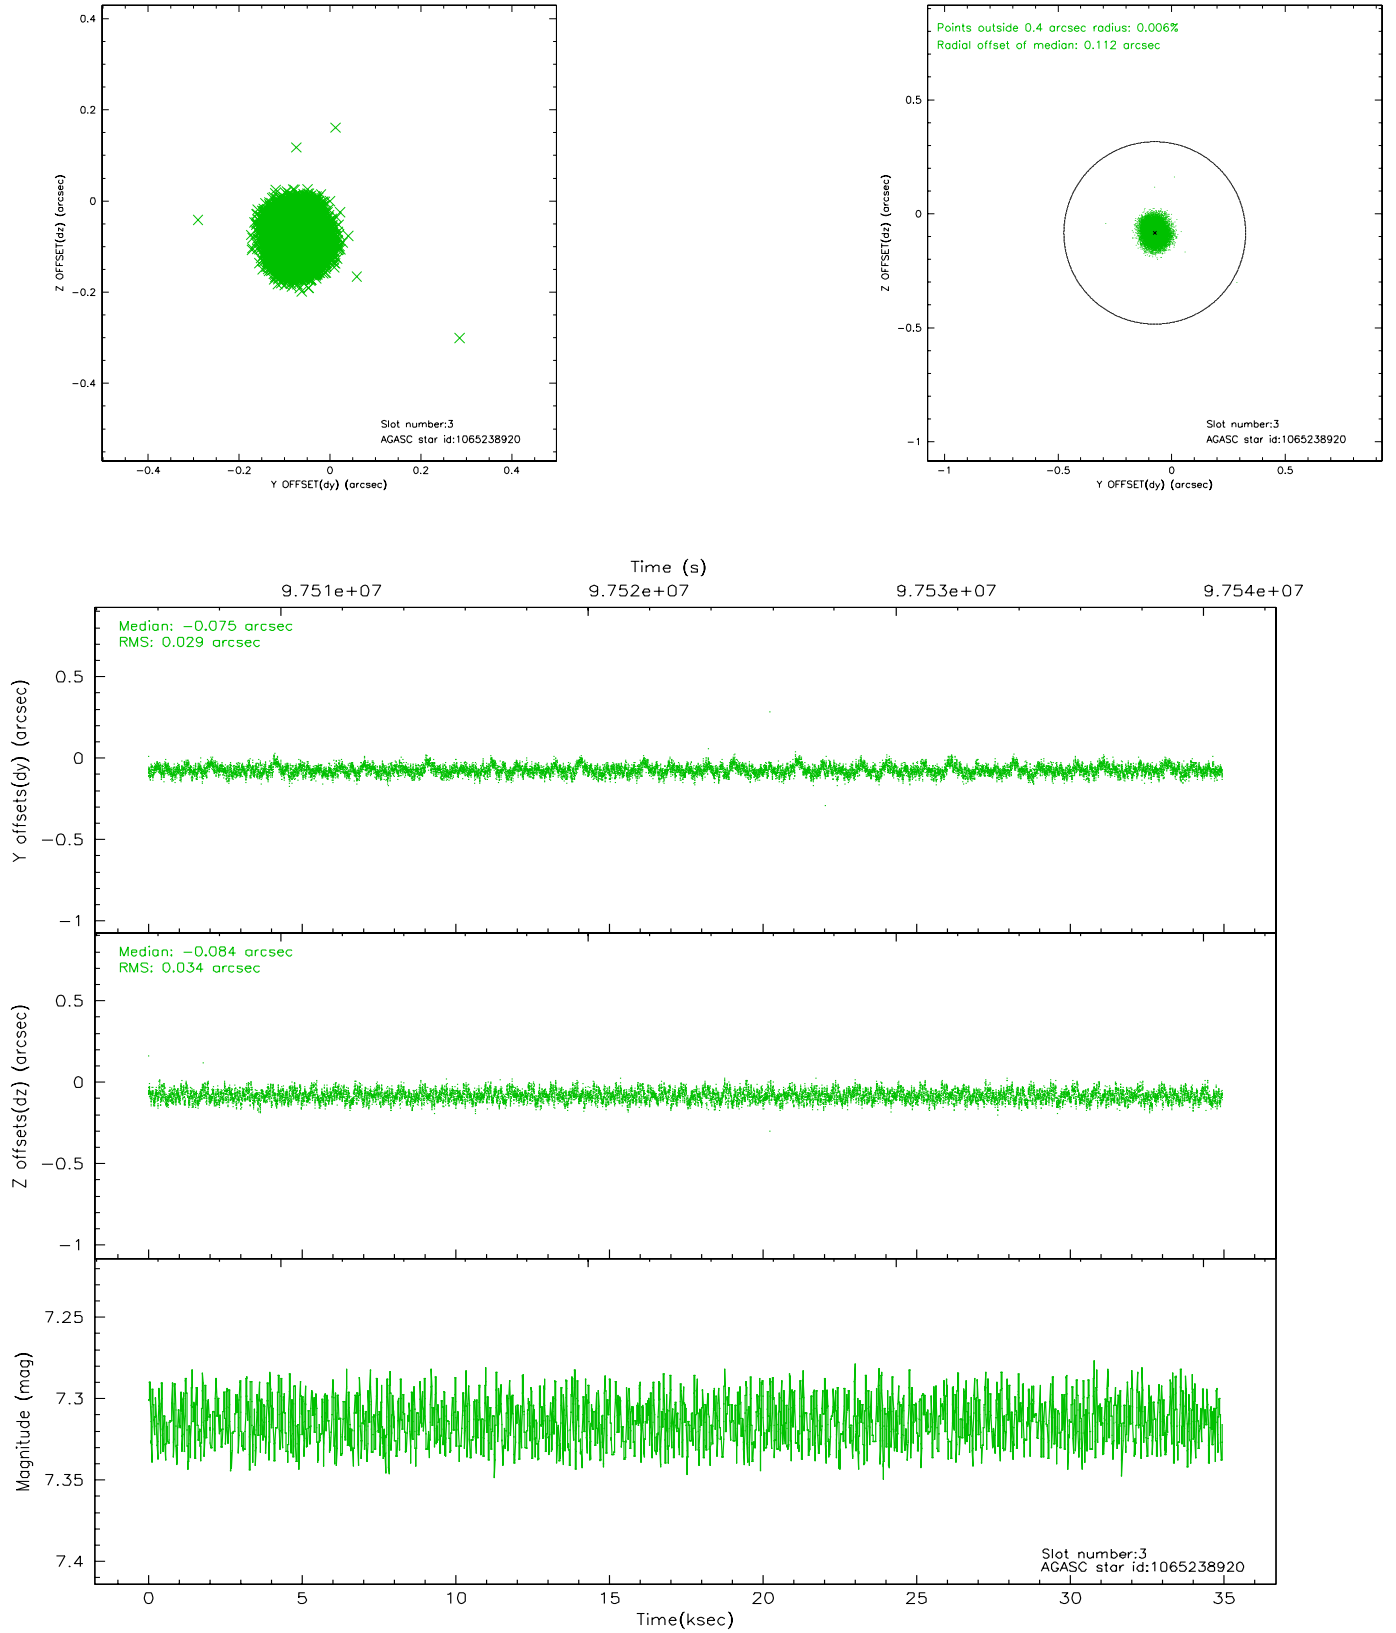 0.4
0.2
0
−0.2
−0.4
Z OFFSET(dz) (arcsec)
Slot number:3
AGASC star id:1065238920
−0.4 −0.2 0 0.2 0.4
Y OFFSET(dy) (arcsec)
Points outside 0.4 arcsec radius: 0.006%
Radial offset of median: 0.112 arcsec
0.5
0
−0.5
−1
Z OFFSET(dz) (arcsec)
Slot number:3
AGASC star id:1065238920
−1 −0.5 0 0.5
Y OFFSET(dy) (arcsec)
Time (s)
9.751e+07 9.752e+07 9.753e+07 9.754e+07
Median: −0.075 arcsec
RMS: 0.029 arcsec
0.5
0
−0.5
−1
Y offsets(dy) (arcsec)
Median: −0.084 arcsec
RMS: 0.034 arcsec
0.5
0
−0.5
−1
Z offsets(dz) (arcsec)
7.25
7.3
7.35
7.4
Magnitude (mag)
Slot number:3
AGASC star id:1065238920
0 5 10 15 20 25 30 35
Time(ksec)